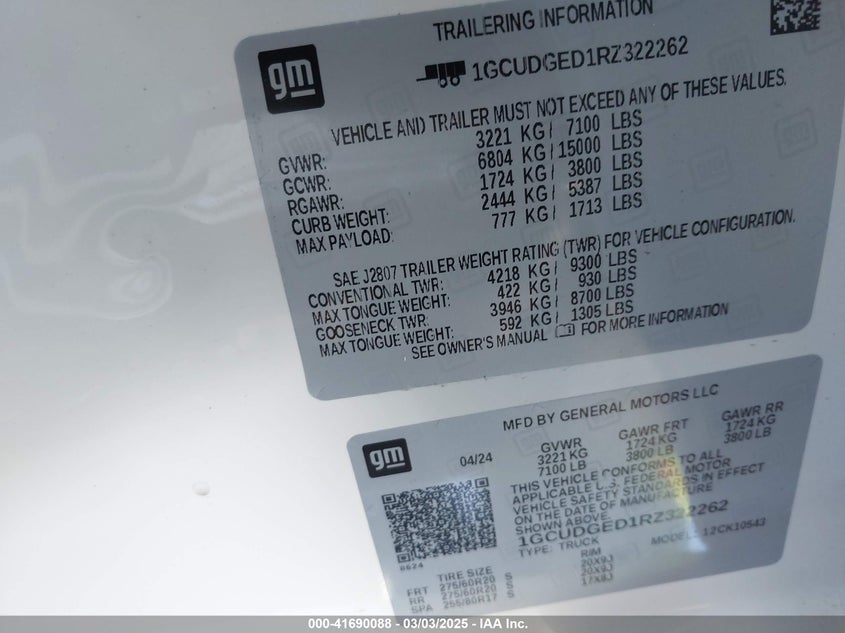 TRAILERING INFORMATION
gm
1GCUDGED1RZ322262
VEHICLE AND TRAILER MUST NOT EXCEED ANY OF THESE VALUES.
GVWR: 3221 KG / 7100 LBS
GCWR: 6804 KG / 15000 LBS
RGAWR: 1724 KG / 3800 LBS
CURB WEIGHT: 2444 KG / 5387 LBS
MAX PAYLOAD: 777 KG / 1713 LBS
SAE J2807 TRAILER WEIGHT RATING (TWR) FOR VEHICLE CONFIGURATION.
CONVENTIONAL TWR: 4218 KG / 9300 LBS
MAX TONGUE WEIGHT: 422 KG / 930 LBS
GOOSENECK TWR: 3946 KG / 8700 LBS
MAX TONGUE WEIGHT: 592 KG / 1305 LBS
SEE OWNER'S MANUAL FOR MORE INFORMATION
MFD BY GENERAL MOTORS LLC
gm
04/24
GVWR GAWR FRT GAWR RR
3221 KG 1724 KG 1724 KG
7100 LB 3800 LB 3800 LB
THIS VEHICLE CONFORMS TO ALL
APPLICABLE U.S. FEDERAL MOTOR
VEHICLE SAFETY STANDARDS IN EFFECT
ON THE DATE OF MANUFACTURE
SHOWN ABOVE.
1GCUDGED1RZ322262
TYPE: TRUCK MODEL: 12CK10543
0624
TIRE SIZE RIM
FRT 275/60R20 S 20X9J
RR 275/60R20 S 20X9J
SPA 255/80R17 S 17X8J
000-41690088 - 03/03/2025 - IAA Inc.